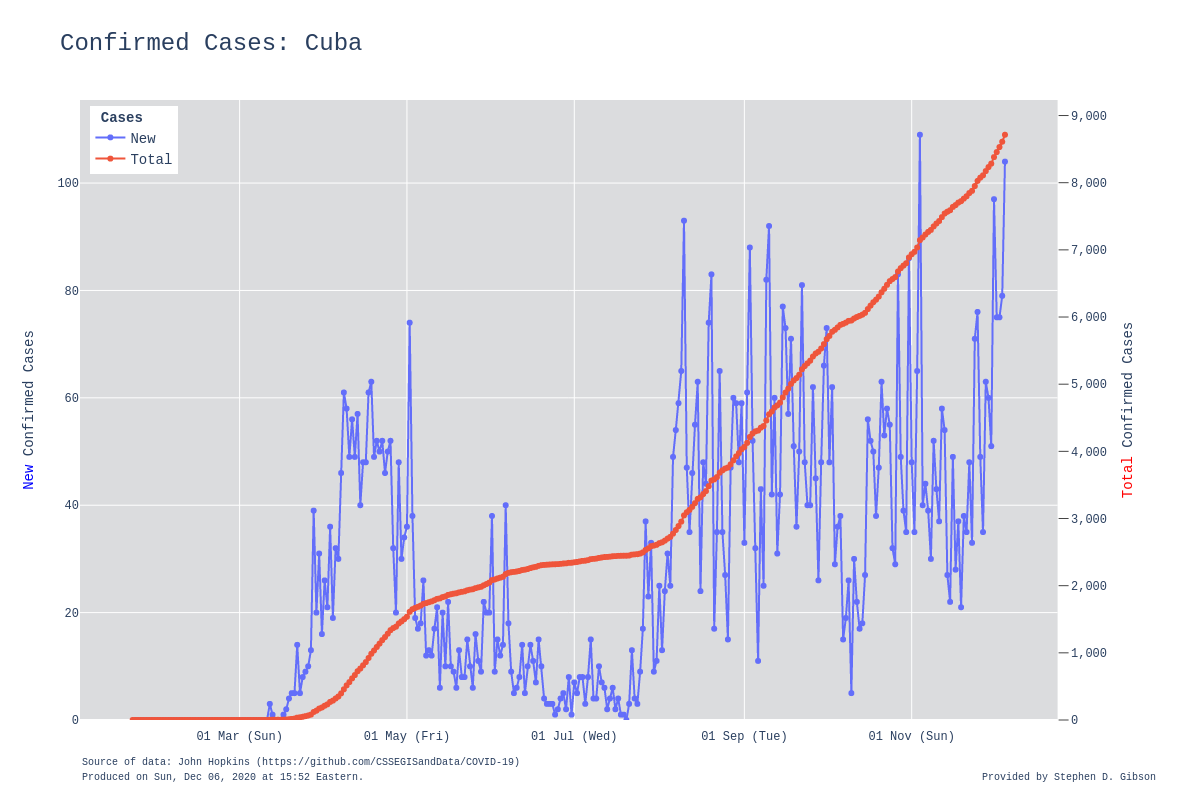 Confirmed Cases: Cuba
Cases
New
Total
100
80
60
40
20
0
9,000
8,000
7,000
6,000
5,000
4,000
3,000
2,000
1,000
0
New Confirmed Cases
Total Confirmed Cases
01 Mar (Sun) 01 May (Fri) 01 Jul (Wed) 01 Sep (Tue) 01 Nov (Sun)
Source of data: John Hopkins (https://github.com/CSSEGISandData/COVID-19)
Produced on Sun, Dec 06, 2020 at 15:52 Eastern.
Provided by Stephen D. Gibson